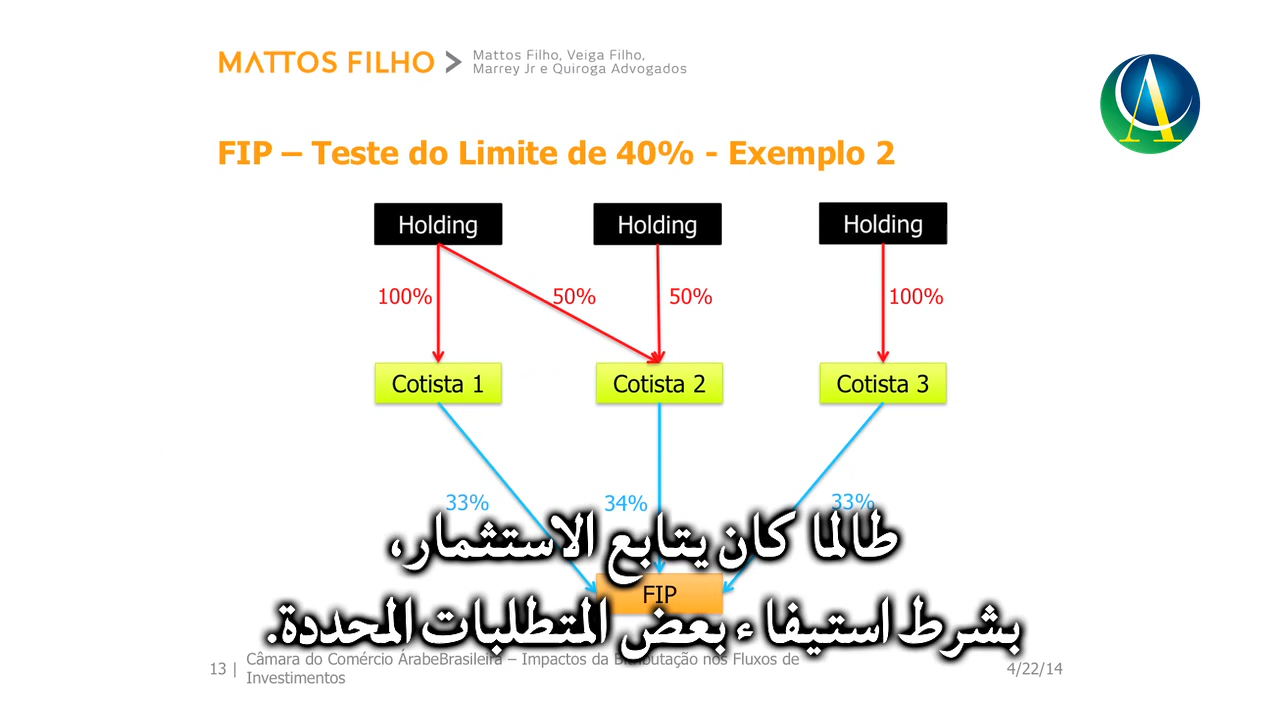 MATTOS FILHO > Mattos Filho, Veiga Filho,
Marrey Jr e Quiroga Advogados
A
FIP – Teste do Limite de 40% - Exemplo 2
Holding Holding Holding
100% 50% 50% 100%
Cotista 1 Cotista 2 Cotista 3
33% 34% 33%
طالما كان يتابع الاستثمار،
FIP
بشرط استيفاء بعض المتطلبات المحددة.
13 | Câmara do Comércio ÁrabeBrasileira – Impactos da Bitributação nos Fluxos de
Investimentos
4/22/14